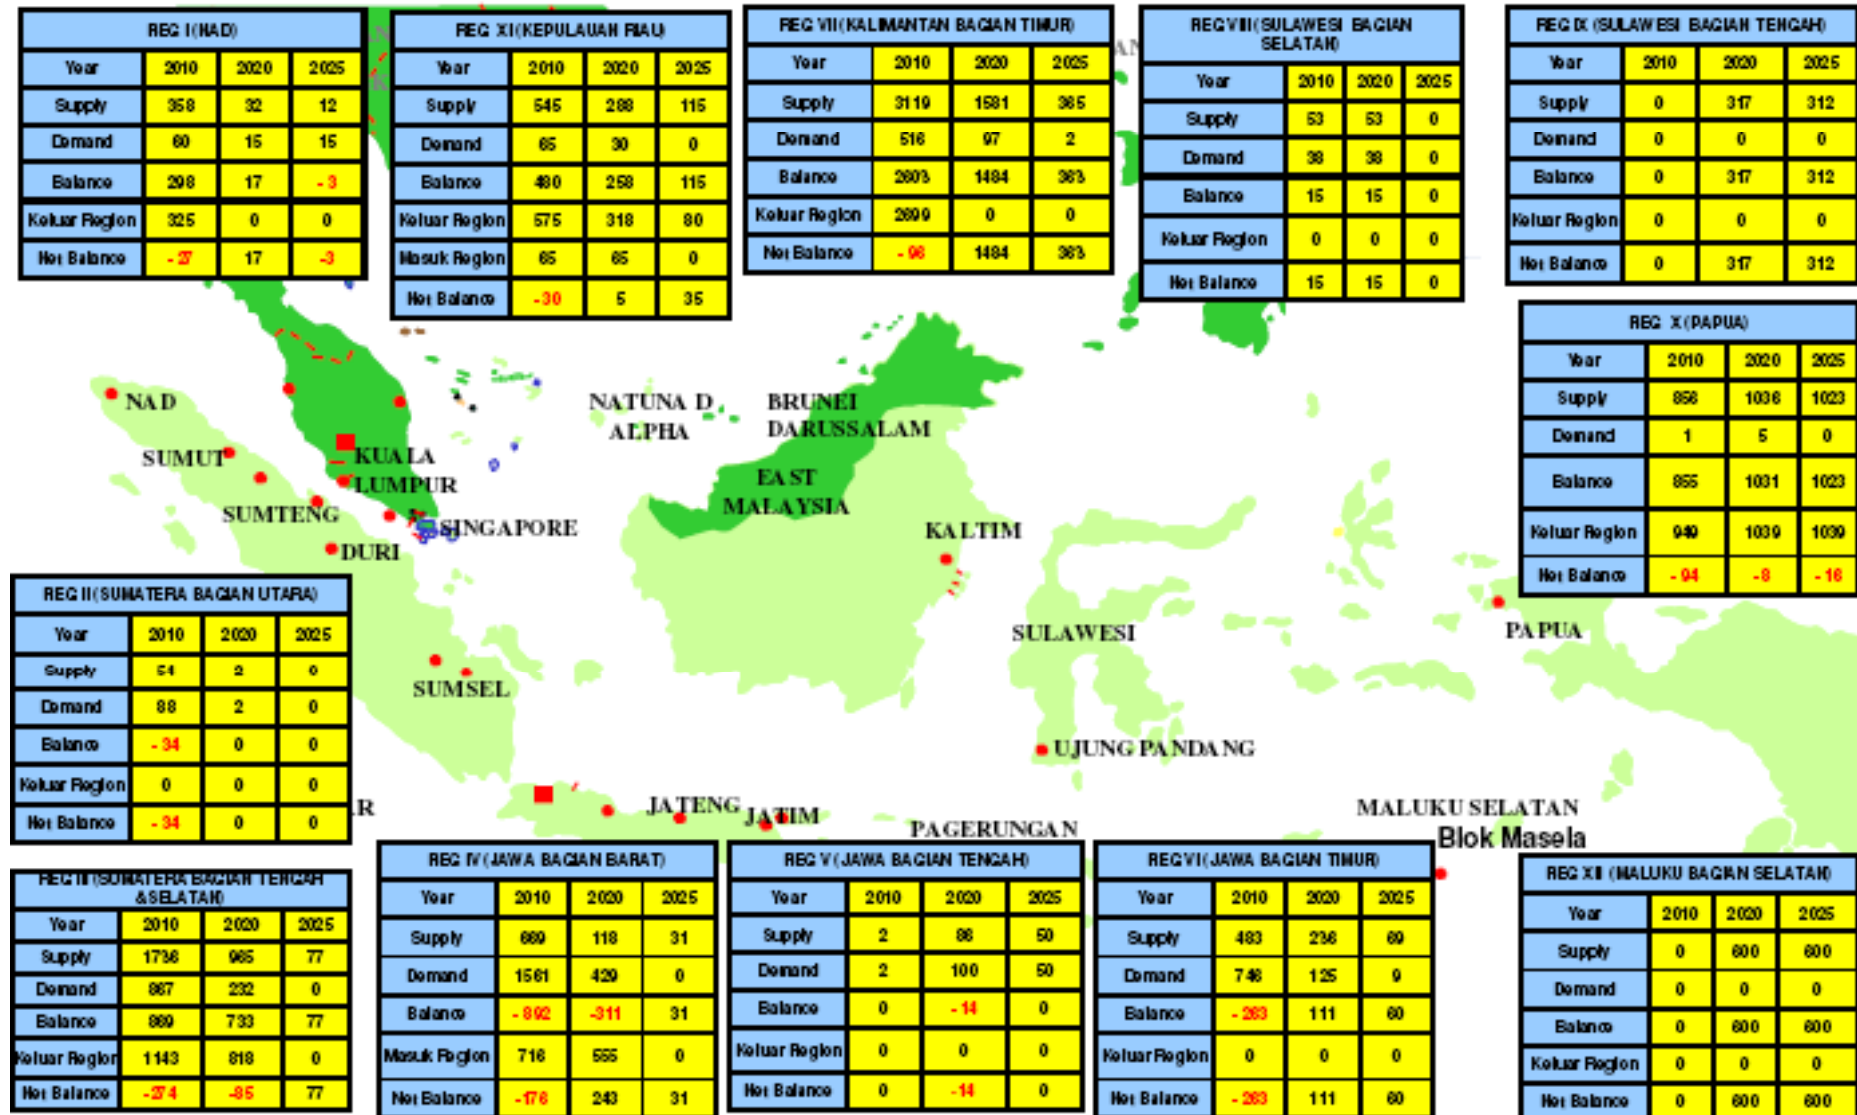 REG I (NAD)
Year 2010 2020 2025
Supply 358 32 12
Demand 60 15 15
Balance 298 17 -3
Keluar Region 325 0 0
Net Balance -27 17 -3
REG XI (KEPULAUAN RIAU)
Year 2010 2020 2025
Supply 545 288 115
Demand 65 30 0
Balance 480 258 115
Keluar Region 575 318 80
Masuk Region 65 65 0
Net Balance -30 5 35
REG VII (KALIMANTAN BAGIAN TIMUR)
Year 2010 2020 2025
Supply 3119 1581 365
Demand 516 97 2
Balance 2603 1484 363
Keluar Region 2699 0 0
Net Balance -96 1484 363
REG VIII (SULAWESI BAGIAN
SELATAN)
Year 2010 2020 2025
Supply 53 53 0
Demand 38 38 0
Balance 15 15 0
Keluar Region 0 0 0
Net Balance 15 15 0
REG IX (SULAWESI BAGIAN TENGAH)
Year 2010 2020 2025
Supply 0 317 312
Demand 0 0 0
Balance 0 317 312
Keluar Region 0 0 0
Net Balance 0 317 312
REG X (PAPUA)
Year 2010 2020 2025
Supply 856 1036 1023
Demand 1 5 0
Balance 855 1031 1023
Keluar Region 949 1039 1039
Net Balance -94 -8 -16
NAD
SUMUT
KUALA
LUMPUR
SUMTENG
SINGAPORE
DURI
NATUNA D
ALPHA
BRUNEI
DARUSSALAM
EAST
MALAYSIA
KALTIM
SULAWESI
PAPUA
SUMSEL
UJUNG PANDANG
R
JATENG
JATIM
PAGERUNGAN
MALUKU SELATAN
Blok Masela
REG II (SUMATERA BAGIAN UTARA)
Year 2010 2020 2025
Supply 54 2 0
Demand 88 2 0
Balance -34 0 0
Keluar Region 0 0 0
Net Balance -34 0 0
REG III (SUMATERA BAGIAN TENGAH
&SELATAN)
Year 2010 2020 2025
Supply 1736 965 77
Demand 867 232 0
Balance 869 733 77
Keluar Region 1143 818 0
Net Balance -274 -85 77
REG IV (JAWA BAGIAN BARAT)
Year 2010 2020 2025
Supply 669 118 31
Demand 1561 429 0
Balance -892 -311 31
Masuk Region 716 555 0
Net Balance -176 243 31
REG V (JAWA BAGIAN TENGAH)
Year 2010 2020 2025
Supply 2 86 50
Demand 2 100 50
Balance 0 -14 0
Keluar Region 0 0 0
Net Balance 0 -14 0
REG VI (JAWA BAGIAN TIMUR)
Year 2010 2020 2025
Supply 483 236 69
Demand 746 125 9
Balance -263 111 60
Keluar Region 0 0 0
Net Balance -263 111 60
REG XII (MALUKU BAGIAN SELATAN)
Year 2010 2020 2025
Supply 0 600 600
Demand 0 0 0
Balance 0 600 600
Keluar Region 0 0 0
Net Balance 0 600 600